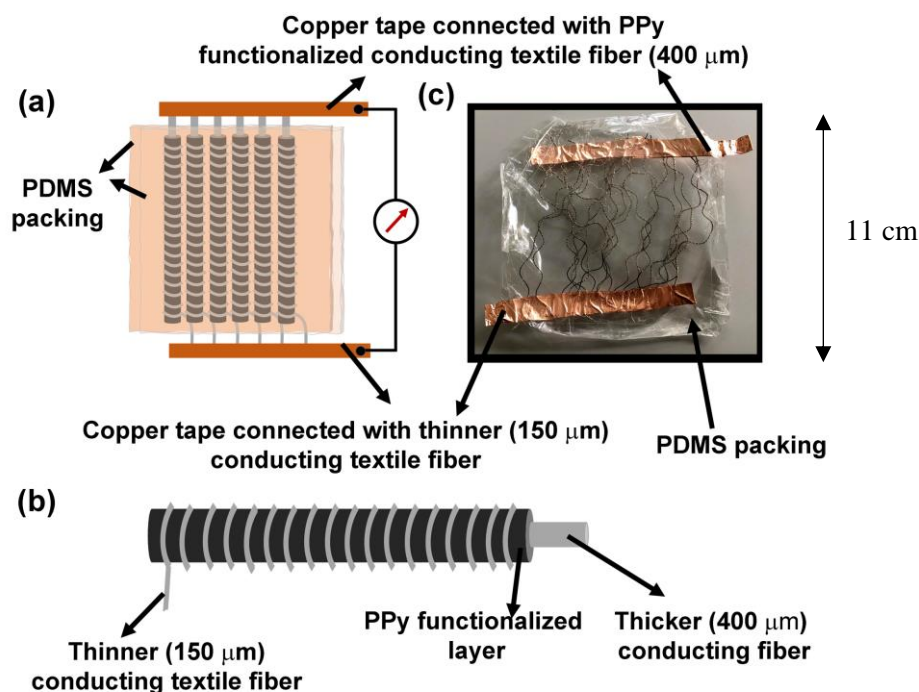 Copper tape connected with PPy
functionalized conducting textile fiber (400 μm)
(a)
(c)
PDMS
packing
11 cm
Copper tape connected with thinner (150 μm)
conducting textile fiber
PDMS packing
(b)
Thinner (150 μm)
conducting textile fiber
PPy functionalized
layer
Thicker (400 μm)
conducting fiber